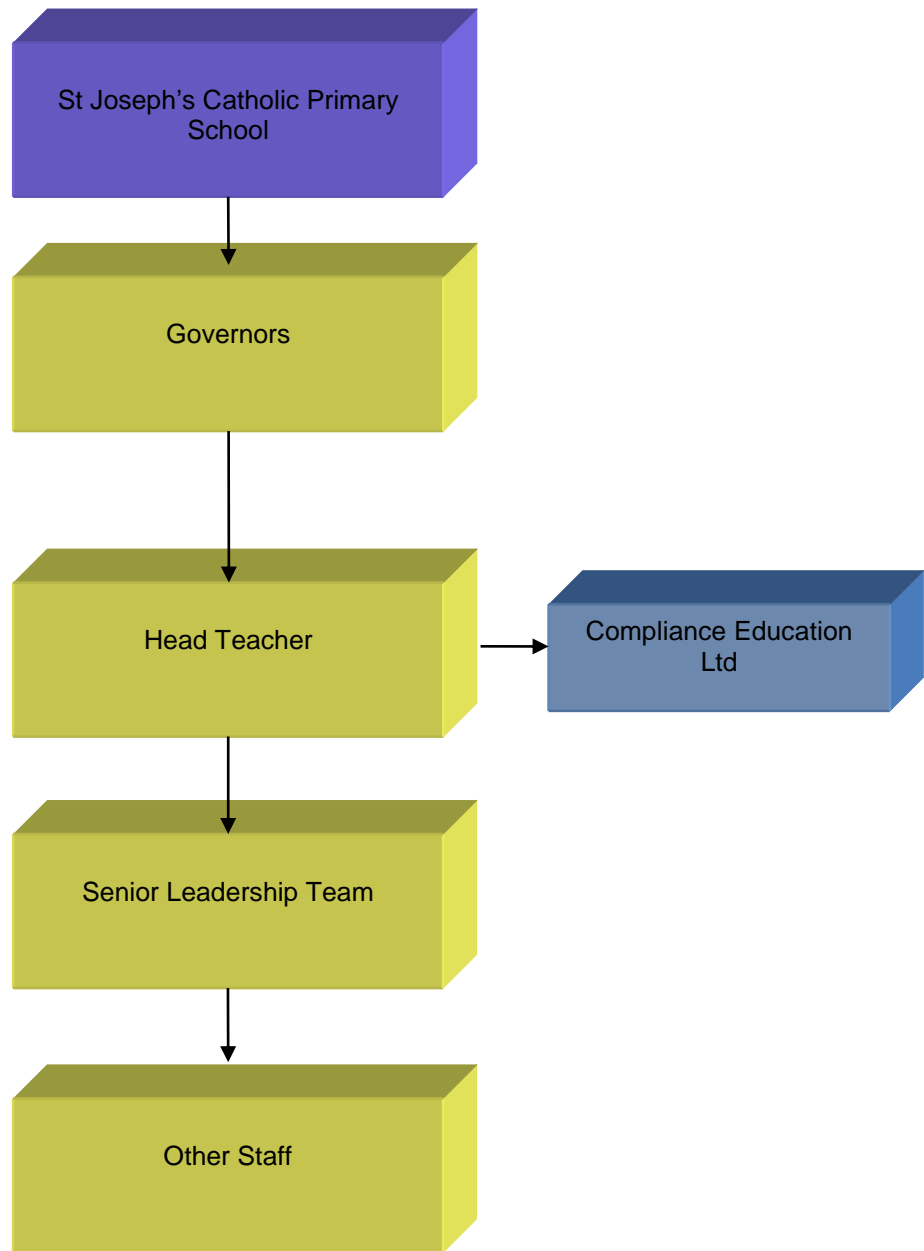 St Joseph’s Catholic Primary
School
Governors
Head Teacher
Compliance Education
Ltd
Senior Leadership Team
Other Staff